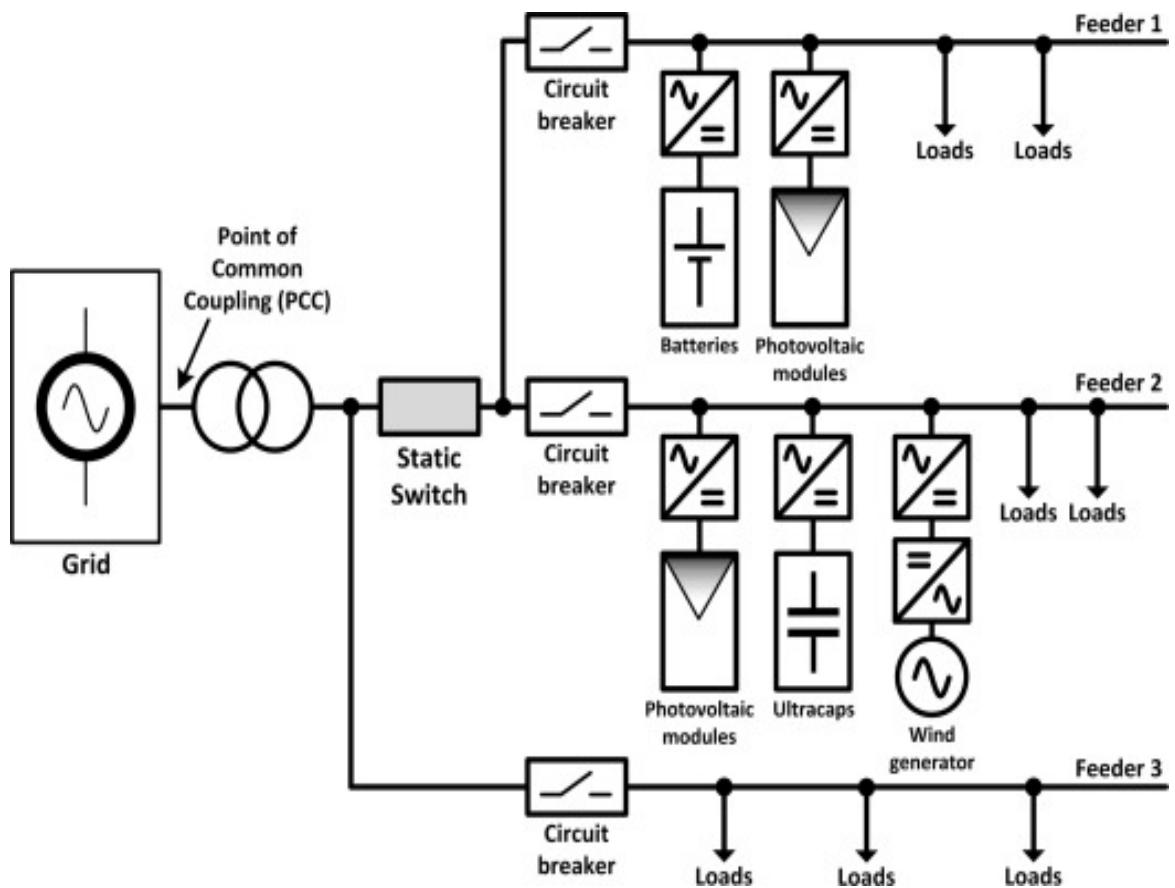 Feeder 1
Circuit
breaker
Loads
Loads
Point of
Common
Coupling (PCC)
Batteries
Photovoltaic
modules
Feeder 2
Static
Switch
Circuit
breaker
Loads
Loads
Grid
Photovoltaic
modules
Ultracaps
Wind
generator
Feeder 3
Circuit
breaker
Loads
Loads
Loads